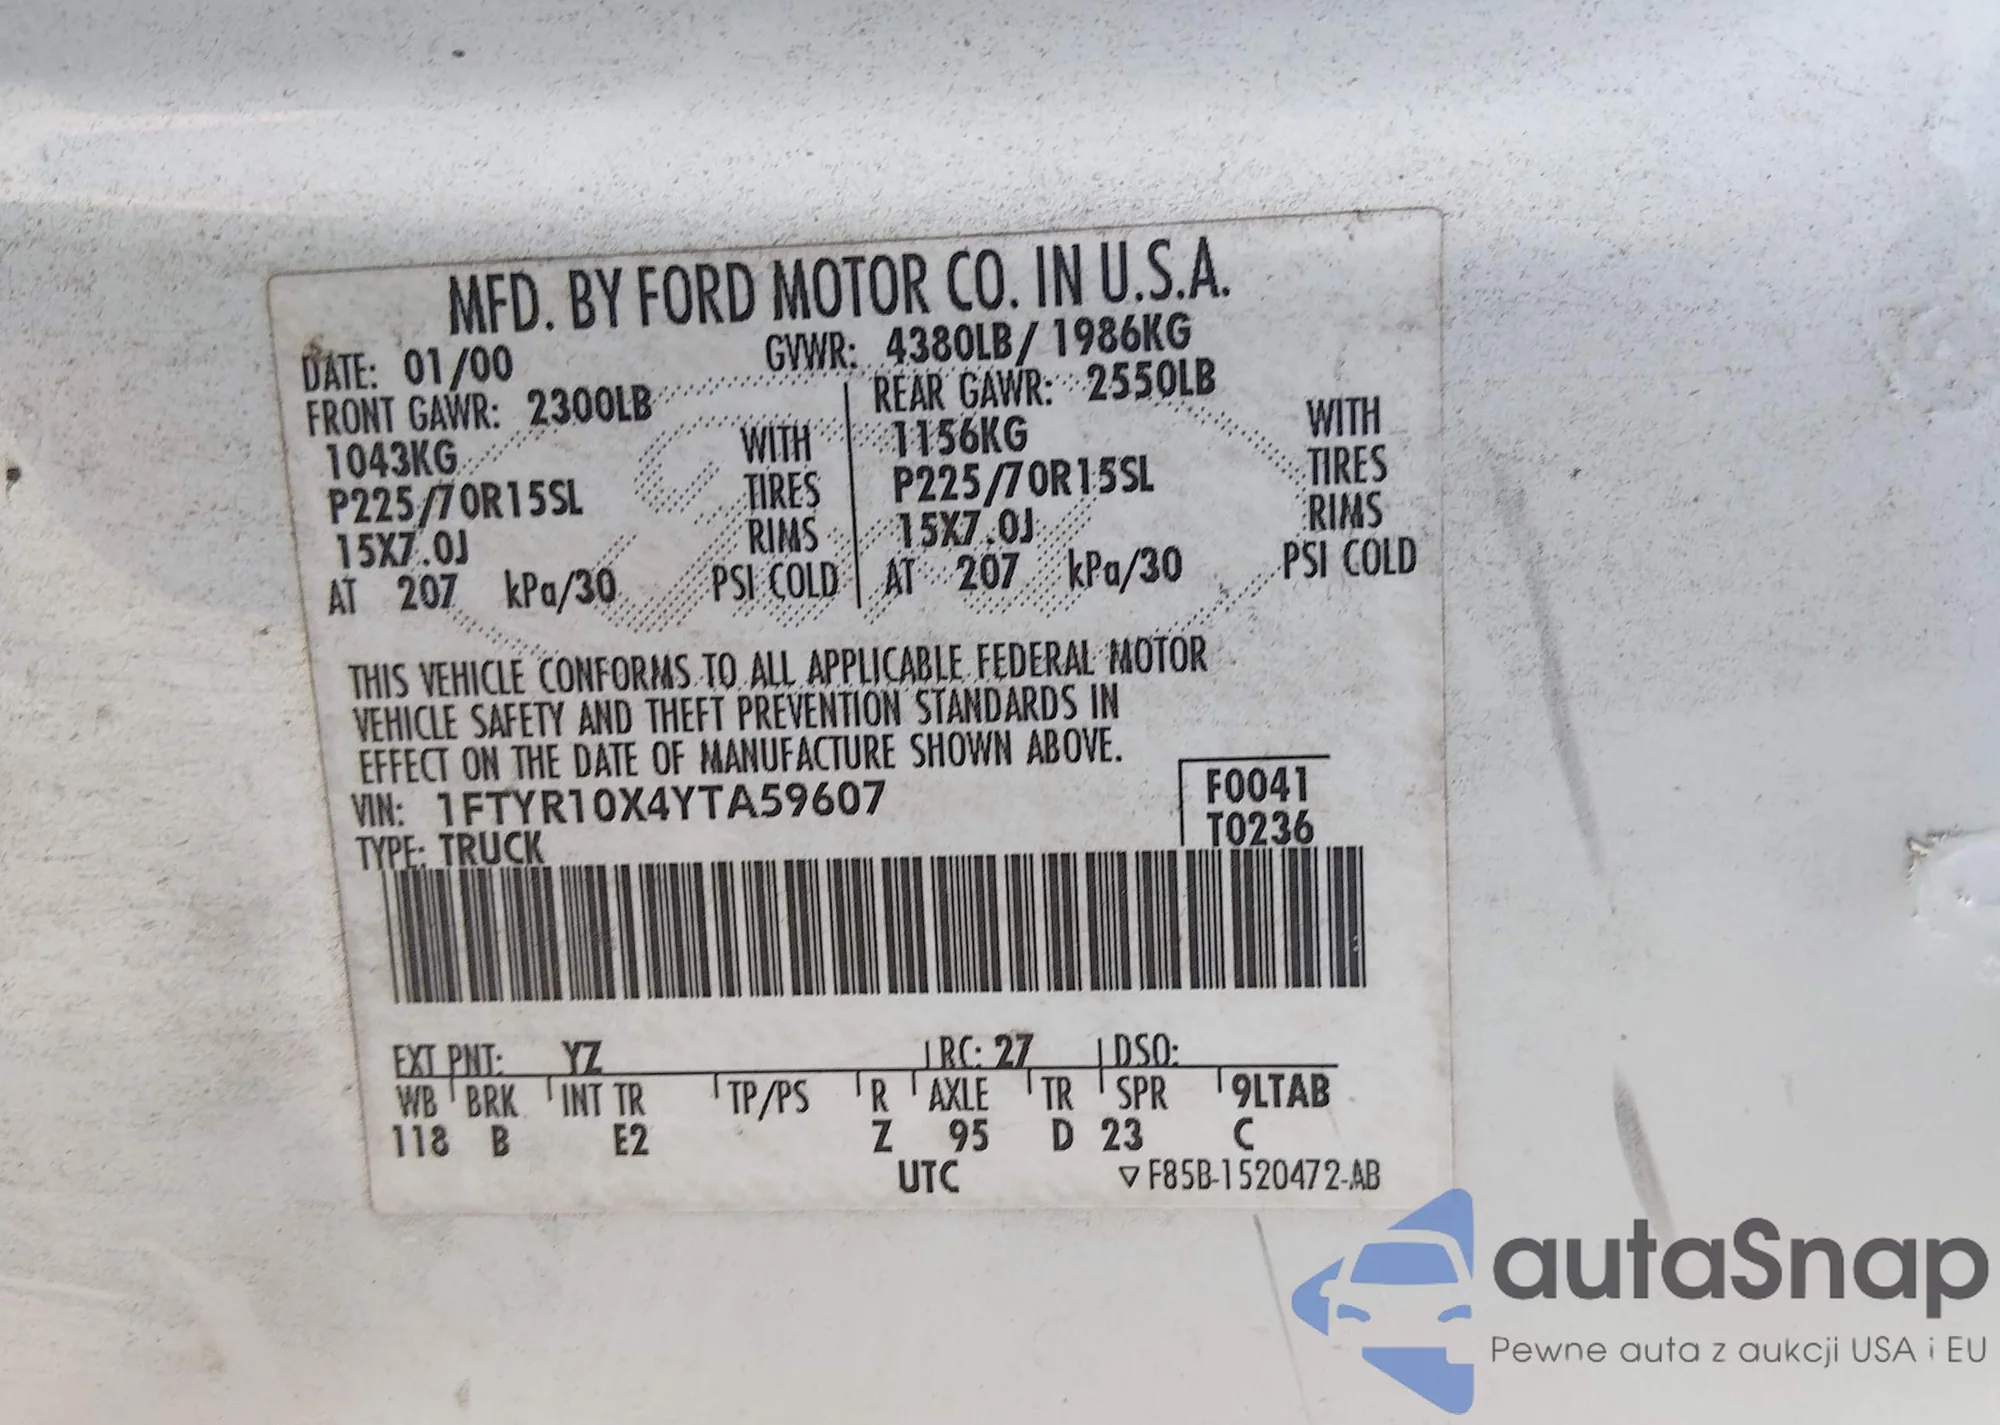 MFD. BY FORD MOTOR CO. IN U.S.A.
DATE: 01/00 GVWR: 4380LB/ 1986KG
FRONT GAWR: 2300LB REAR GAWR: 2550LB
1043KG WITH 1156KG WITH
P225/70R15SL TIRES P225/70R15SL TIRES
15X7.0J RIMS 15X7.0J RIMS
AT 207 kPa/30 PSI COLD AT 207 kPa/30 PSI COLD
THIS VEHICLE CONFORMS TO ALL APPLICABLE FEDERAL MOTOR
VEHICLE SAFETY AND THEFT PREVENTION STANDARDS IN
EFFECT ON THE DATE OF MANUFACTURE SHOWN ABOVE.
VIN: 1FTYR10X4YTA59607 F0041
TYPE: TRUCK T0236
EXT PNT: YZ RC: 27 DSO:
WB BRK INT TR TP/PS R AXLE TR SPR 9LTAB
118 B E2 Z 95 D 23 C
UTC ▽F85B-1520472-AB
autaSnap
Pewne auta z aukcji USA i EU